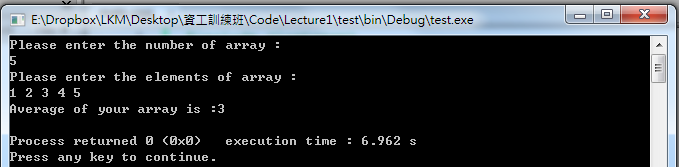 E:\Dropbox\LKM\Desktop\資工訓練班\Code\Lecture1\test\bin\Debug\test.exe
Please enter the number of array :
5
Please enter the elements of array :
1 2 3 4 5
Average of your array is :3
Process returned 0 (0x0)   execution time : 6.962 s
Press any key to continue.